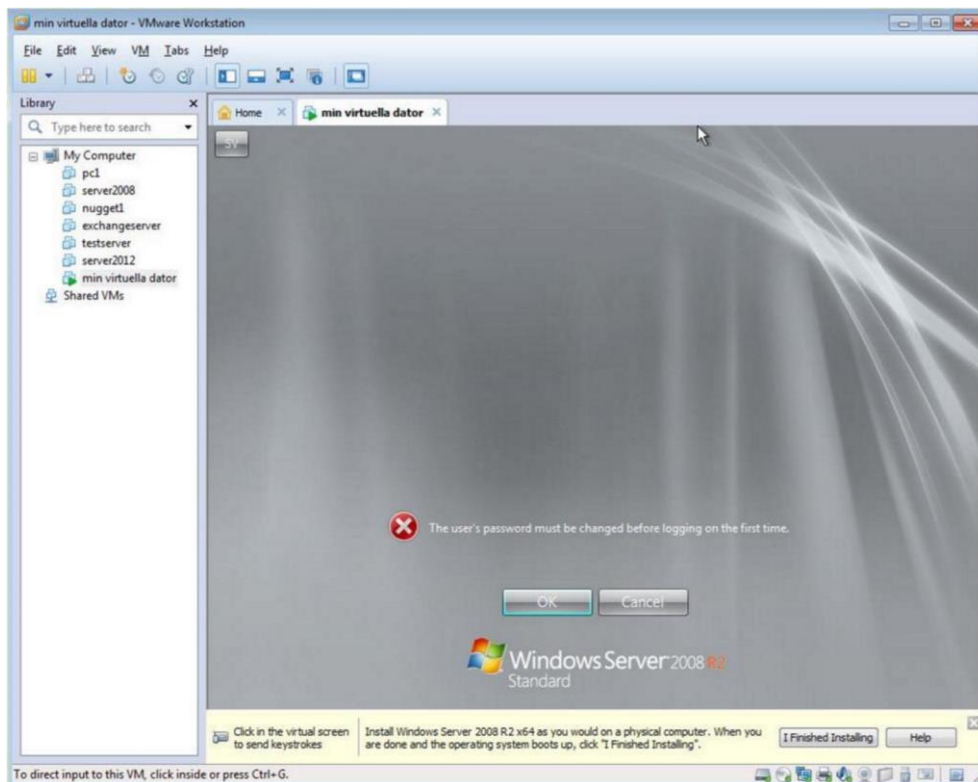 min virtuella dator - VMware Workstation
File Edit View VM Tabs Help
Library
Type here to search
My Computer
pc1
server2008
nugget1
exchangeserver
testserver
server2012
min virtuella dator
Shared VMs
Home
min virtuella dator
SV
The user's password must be changed before logging on the first time.
OK
Cancel
Windows Server 2008 R2
Standard
Click in the virtual screen
to send keystrokes
Install Windows Server 2008 R2 x64 as you would on a physical computer. When you
are done and the operating system boots up, click "I Finished Installing".
I Finished Installing
Help
To direct input to this VM, click inside or press Ctrl+G.